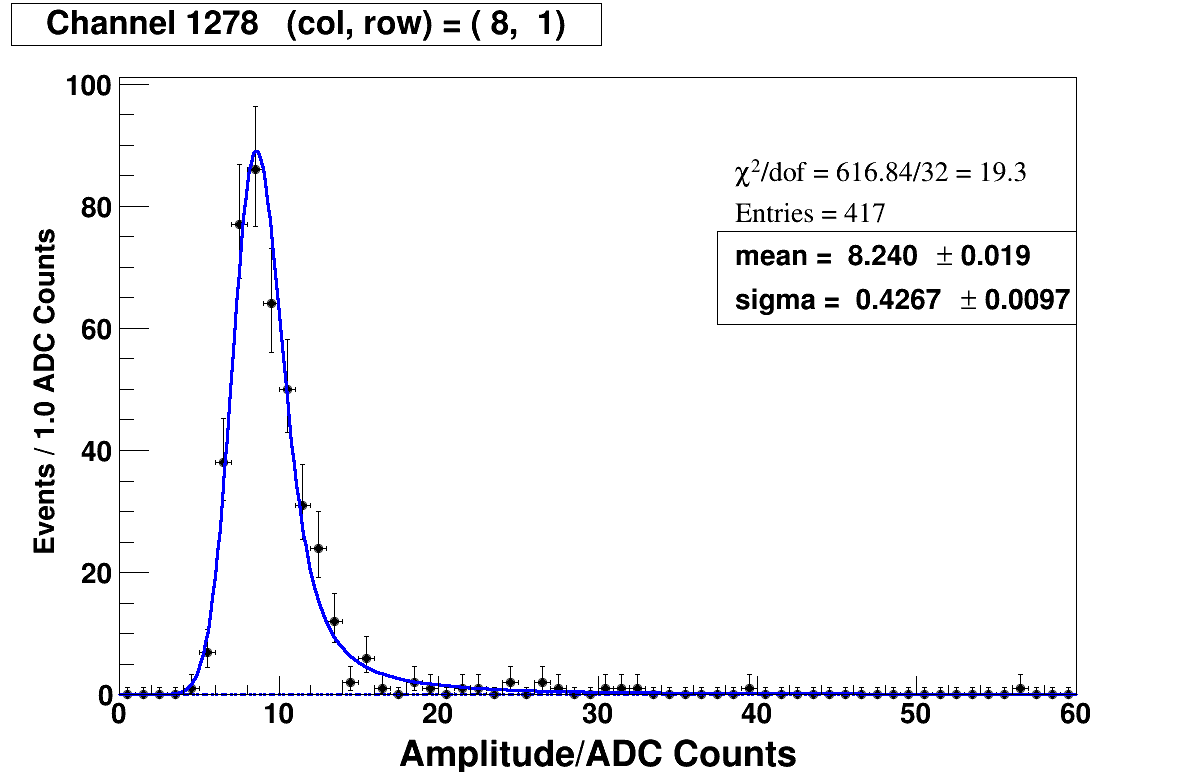 Channel 1278 (col, row) = ( 8, 1)
100
80
60
40
20
0
Events / 1.0 ADC Counts
χ²/dof = 616.84/32 = 19.3
Entries = 417
mean = 8.240 ± 0.019
sigma = 0.4267 ± 0.0097
0 10 20 30 40 50 60
Amplitude/ADC Counts